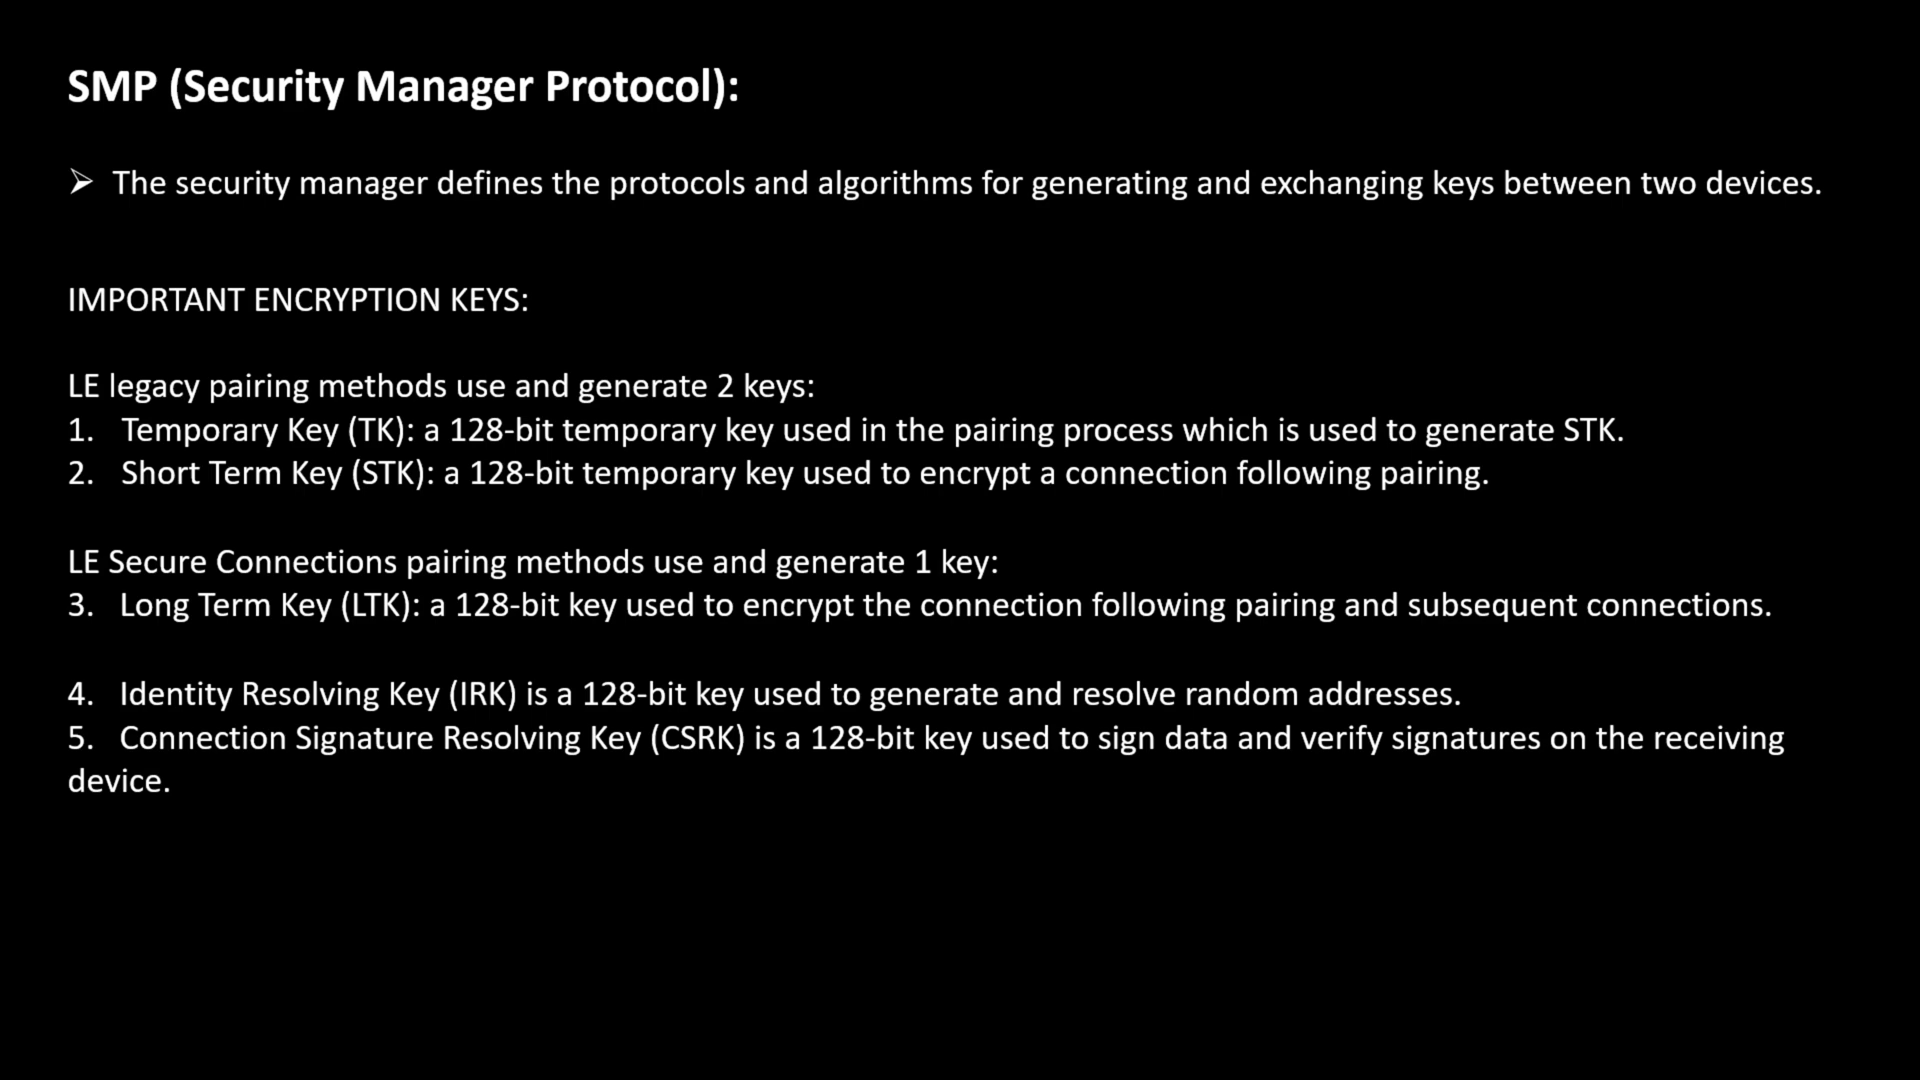 SMP (Security Manager Protocol):
➢ The security manager defines the protocols and algorithms for generating and exchanging keys between two devices.
IMPORTANT ENCRYPTION KEYS:
LE legacy pairing methods use and generate 2 keys:
1. Temporary Key (TK): a 128-bit temporary key used in the pairing process which is used to generate STK.
2. Short Term Key (STK): a 128-bit temporary key used to encrypt a connection following pairing.
LE Secure Connections pairing methods use and generate 1 key:
3. Long Term Key (LTK): a 128-bit key used to encrypt the connection following pairing and subsequent connections.
4. Identity Resolving Key (IRK) is a 128-bit key used to generate and resolve random addresses.
5. Connection Signature Resolving Key (CSRK) is a 128-bit key used to sign data and verify signatures on the receiving
device.